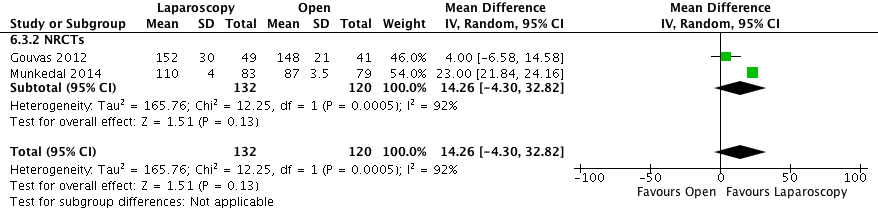 Laparoscopy Open Mean Difference Mean Difference
Study or Subgroup Mean SD Total Mean SD Total Weight IV, Random, 95% CI IV, Random, 95% CI
6.3.2 NRCTs
Gouvas 2012 152 30 49 148 21 41 46.0% 4.00 [-6.58, 14.58]
Munkedal 2014 110 4 83 87 3.5 79 54.0% 23.00 [21.84, 24.16]
Subtotal (95% CI) 132 120 100.0% 14.26 [-4.30, 32.82]
Heterogeneity: Tau² = 165.76; Chi² = 12.25, df = 1 (P = 0.0005); I² = 92%
Test for overall effect: Z = 1.51 (P = 0.13)
Total (95% CI) 132 120 100.0% 14.26 [-4.30, 32.82]
Heterogeneity: Tau² = 165.76; Chi² = 12.25, df = 1 (P = 0.0005); I² = 92%
Test for overall effect: Z = 1.51 (P = 0.13)
Test for subgroup differences: Not applicable
-100 -50 0 50 100
Favours Open Favours Laparoscopy